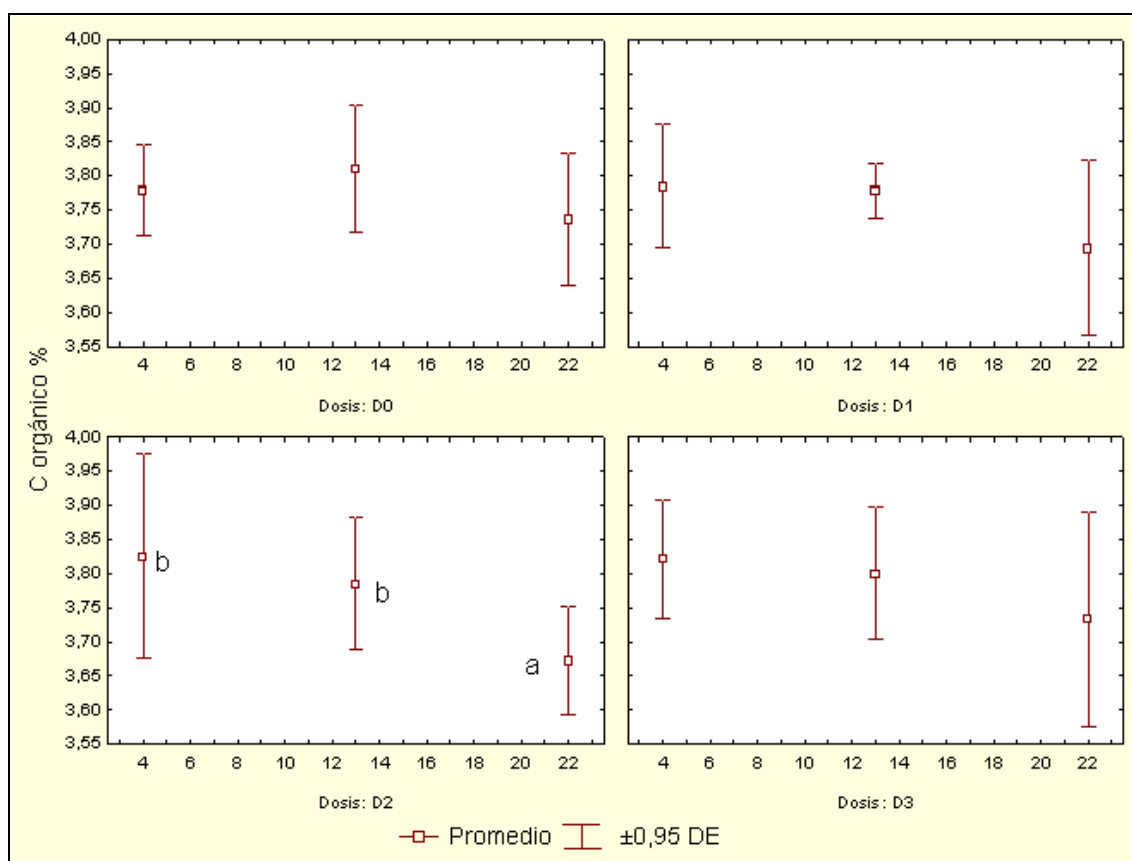 C orgánico %
4,00
3,95
3,90
3,85
3,80
3,75
3,70
3,65
3,60
3,55
4 6 8 10 12 14 16 18 20 22
Dosis: D0
4 6 8 10 12 14 16 18 20 22
Dosis: D1
4,00
3,95
3,90
3,85
3,80
3,75
3,70
3,65
3,60
3,55
b
b
a
4 6 8 10 12 14 16 18 20 22
Dosis: D2
4 6 8 10 12 14 16 18 20 22
Dosis: D3
Promedio ±0,95 DE